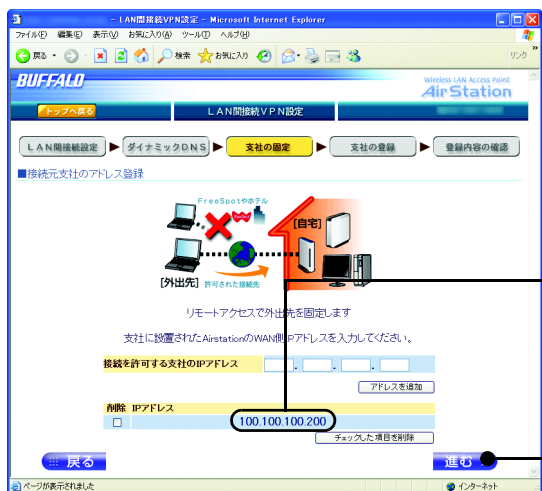 - LAN間接続VPN設定 - Microsoft Internet Explorer
ファイル(F) 編集(E) 表示(V) お気に入り(A) ツール(T) ヘルプ(H)
戻る 検索 お気に入り リンク »
BUFFALO
Wireless LAN Access Point
AirStation
トップへ戻る LAN間接続VPN設定
LAN間接続設定 ダイナミックDNS 支社の固定 支社の登録 登録内容の確認
■接続元支社のアドレス登録
FreeSpotやホテル
[自宅]
[外出先] 許可された接続先
リモートアクセスで外出先を固定します
支社に設置されたAirstationのWAN側IPアドレスを入力してください。
接続を許可する支社のIPアドレス . . .
アドレスを追加
削除 IPアドレス
100.100.100.200
チェックした項目を削除
戻る 進む
ページが表示されました インターネット